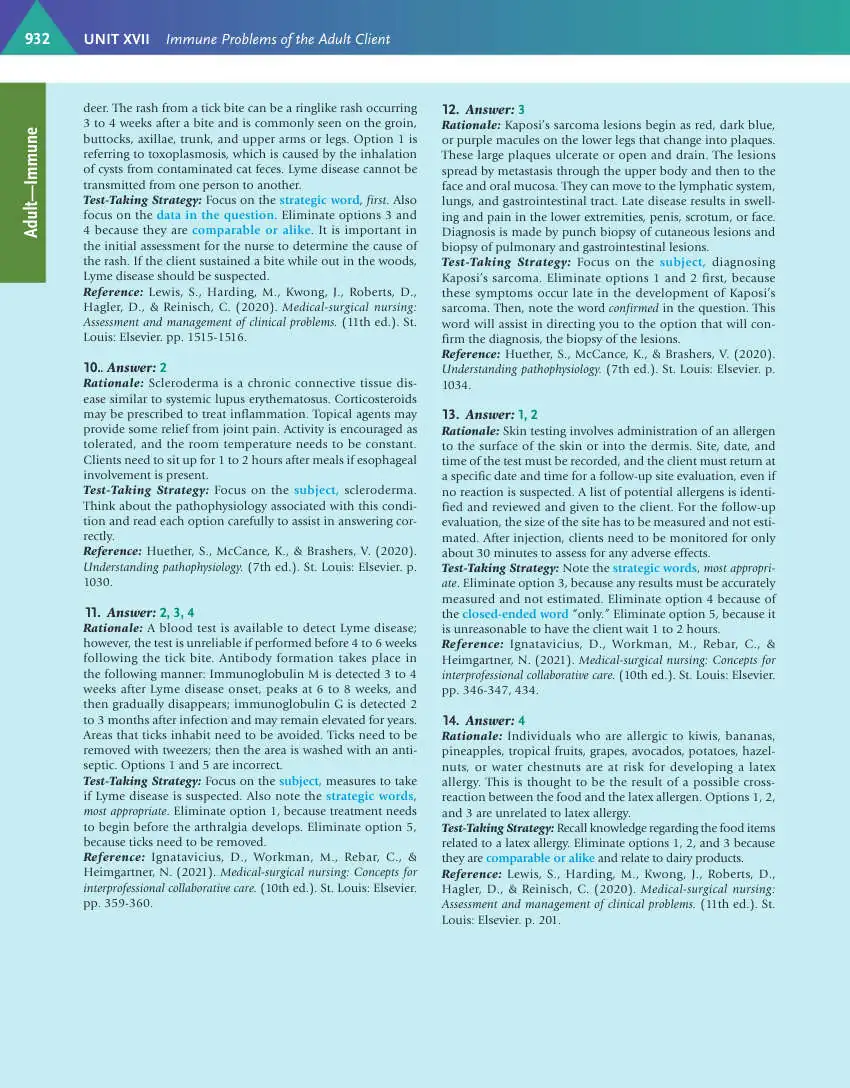 932
UNIT XVII Immune Problems of the Adult Client
Adult—Immune
deer. The rash from a tick bite can be a ringlike rash occurring
3 to 4 weeks after a bite and is commonly seen on the groin,
buttocks, axillae, trunk, and upper arms or legs. Option 1 is
referring to toxoplasmosis, which is caused by the inhalation
of cysts from contaminated cat feces. Lyme disease cannot be
transmitted from one person to another.
Test-Taking Strategy: Focus on the strategic word, first. Also
focus on the data in the question. Eliminate options 3 and
4 because they are comparable or alike. It is important in
the initial assessment for the nurse to determine the cause of
the rash. If the client sustained a bite while out in the woods,
Lyme disease should be suspected.
Reference: Lewis, S., Harding, M., Kwong, J., Roberts, D.,
Hagler, D., & Reinisch, C. (2020). Medical-surgical nursing:
Assessment and management of clinical problems. (11th ed.). St.
Louis: Elsevier. pp. 1515-1516.
10.. Answer: 2
Rationale: Scleroderma is a chronic connective tissue dis-
ease similar to systemic lupus erythematosus. Corticosteroids
may be prescribed to treat inflammation. Topical agents may
provide some relief from joint pain. Activity is encouraged as
tolerated, and the room temperature needs to be constant.
Clients need to sit up for 1 to 2 hours after meals if esophageal
involvement is present.
Test-Taking Strategy: Focus on the subject, scleroderma.
Think about the pathophysiology associated with this condi-
tion and read each option carefully to assist in answering cor-
rectly.
Reference: Huether, S., McCance, K., & Brashers, V. (2020).
Understanding pathophysiology. (7th ed.). St. Louis: Elsevier. p.
1030.
11. Answer: 2, 3, 4
Rationale: A blood test is available to detect Lyme disease;
however, the test is unreliable if performed before 4 to 6 weeks
following the tick bite. Antibody formation takes place in
the following manner: Immunoglobulin M is detected 3 to 4
weeks after Lyme disease onset, peaks at 6 to 8 weeks, and
then gradually disappears; immunoglobulin G is detected 2
to 3 months after infection and may remain elevated for years.
Areas that ticks inhabit need to be avoided. Ticks need to be
removed with tweezers; then the area is washed with an anti-
septic. Options 1 and 5 are incorrect.
Test-Taking Strategy: Focus on the subject, measures to take
if Lyme disease is suspected. Also note the strategic words,
most appropriate. Eliminate option 1, because treatment needs
to begin before the arthralgia develops. Eliminate option 5,
because ticks need to be removed.
Reference: Ignatavicius, D., Workman, M., Rebar, C., &
Heimgartner, N. (2021). Medical-surgical nursing: Concepts for
interprofessional collaborative care. (10th ed.). St. Louis: Elsevier.
pp. 359-360.
12. Answer: 3
Rationale: Kaposi's sarcoma lesions begin as red, dark blue,
or purple macules on the lower legs that change into plaques.
These large plaques ulcerate or open and drain. The lesions
spread by metastasis through the upper body and then to the
face and oral mucosa. They can move to the lymphatic system,
lungs, and gastrointestinal tract. Late disease results in swell-
ing and pain in the lower extremities, penis, scrotum, or face.
Diagnosis is made by punch biopsy of cutaneous lesions and
biopsy of pulmonary and gastrointestinal lesions.
Test-Taking Strategy: Focus on the subject, diagnosing
Kaposi's sarcoma. Eliminate options 1 and 2 first, because
these symptoms occur late in the development of Kaposi's
sarcoma. Then, note the word confirmed in the question. This
word will assist in directing you to the option that will con-
firm the diagnosis, the biopsy of the lesions.
Reference: Huether, S., McCance, K., & Brashers, V. (2020).
Understanding pathophysiology. (7th ed.). St. Louis: Elsevier. p.
1034.
13. Answer: 1, 2
Rationale: Skin testing involves administration of an allergen
to the surface of the skin or into the dermis. Site, date, and
time of the test must be recorded, and the client must return at
a specific date and time for a follow-up site evaluation, even if
no reaction is suspected. A list of potential allergens is identi-
fied and reviewed and given to the client. For the follow-up
evaluation, the size of the site has to be measured and not esti-
mated. After injection, clients need to be monitored for only
about 30 minutes to assess for any adverse effects.
Test-Taking Strategy: Note the strategic words, most appropri-
ate. Eliminate option 3, because any results must be accurately
measured and not estimated. Eliminate option 4 because of
the closed-ended word "only." Eliminate option 5, because it
is unreasonable to have the client wait 1 to 2 hours.
Reference: Ignatavicius, D., Workman, M., Rebar, C., &
Heimgartner, N. (2021). Medical-surgical nursing: Concepts for
interprofessional collaborative care. (10th ed.). St. Louis: Elsevier.
pp. 346-347, 434.
14. Answer: 4
Rationale: Individuals who are allergic to kiwis, bananas,
pineapples, tropical fruits, grapes, avocados, potatoes, hazel-
nuts, or water chestnuts are at risk for developing a latex
allergy. This is thought to be the result of a possible cross-
reaction between the food and the latex allergen. Options 1, 2,
and 3 are unrelated to latex allergy.
Test-Taking Strategy: Recall knowledge regarding the food items
related to a latex allergy. Eliminate options 1, 2, and 3 because
they are comparable or alike and relate to dairy products.
Reference: Lewis, S., Harding, M., Kwong, J., Roberts, D.,
Hagler, D., & Reinisch, C. (2020). Medical-surgical nursing:
Assessment and management of clinical problems. (11th ed.). St.
Louis: Elsevier. p. 201.